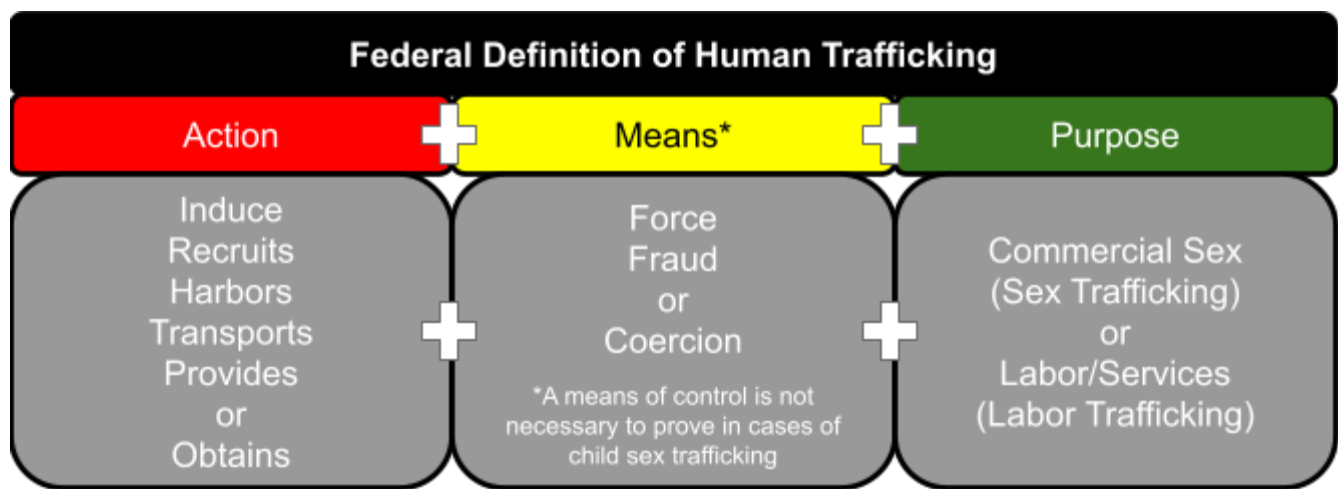 Federal Definition of Human Trafficking
Action
Means*
Purpose
Induce
Recruits
Harbors
Transports
Provides
or
Obtains
Force
Fraud
or
Coercion
*A means of control is not
necessary to prove in cases of
child sex trafficking
Commercial Sex
(Sex Trafficking)
or
Labor/Services
(Labor Trafficking)